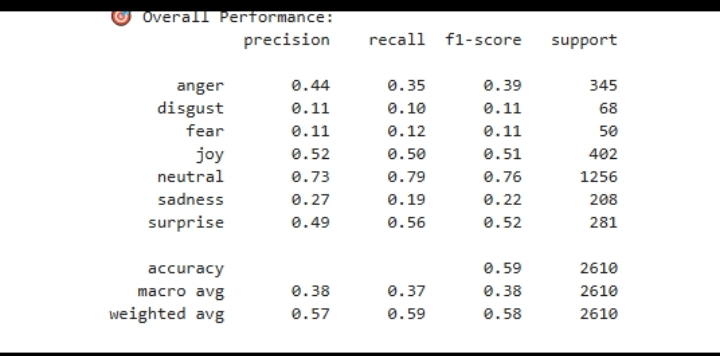 🎯 Overall Performance:
precision recall f1-score support
anger 0.44 0.35 0.39 345
disgust 0.11 0.10 0.11 68
fear 0.11 0.12 0.11 50
joy 0.52 0.50 0.51 402
neutral 0.73 0.79 0.76 1256
sadness 0.27 0.19 0.22 208
surprise 0.49 0.56 0.52 281
accuracy 0.59 2610
macro avg 0.38 0.37 0.38 2610
weighted avg 0.57 0.59 0.58 2610